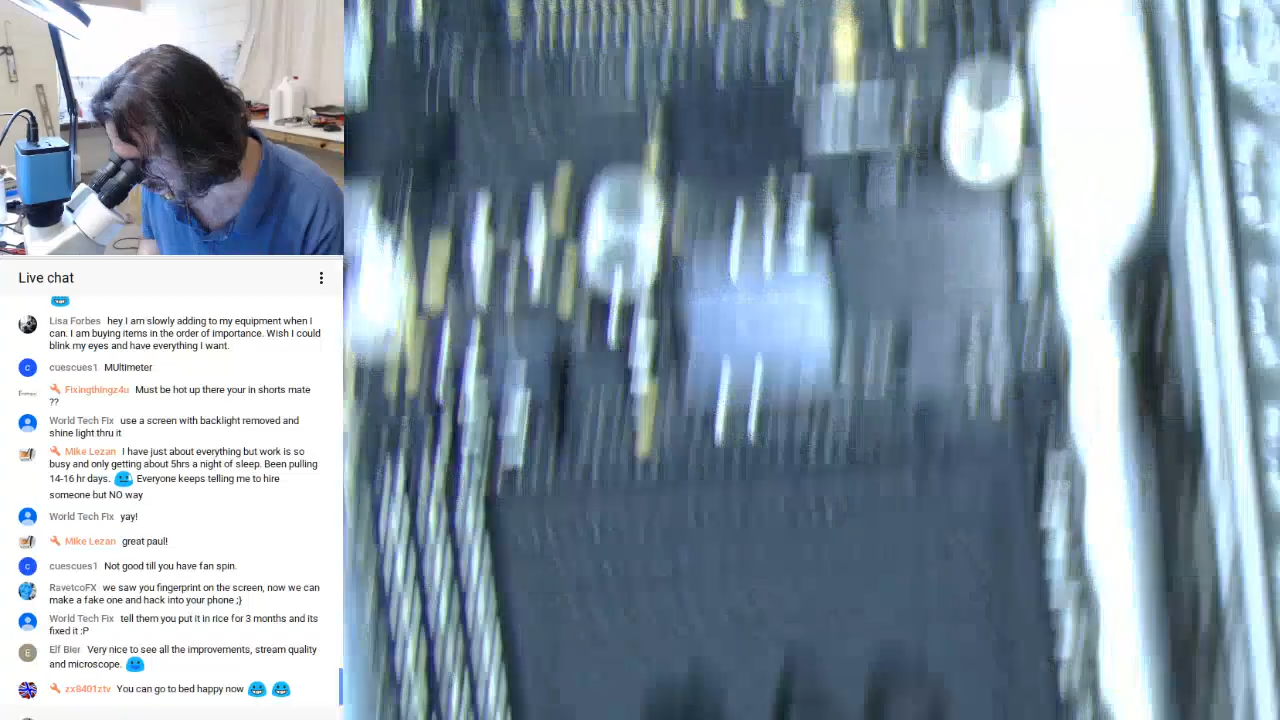 Live chat
Lisa Forbes hey I am slowly adding to my equipment when I
can. I am buying items in the order of importance. Wish I could
blink my eyes and have everything I want.
cuescues1 MUltimeter
Fixingthingz4u Must be hot up there your in shorts mate
??
World Tech Fix use a screen with backlight removed and
shine light thru it
Mike Lezan I have just about everything but work is so
busy and only getting about 5hrs a night of sleep. Been pulling
14-16 hr days. Everyone keeps telling me to hire
someone but NO way
World Tech Fix yay!
Mike Lezan great paul!
cuescues1 Not good till you have fan spin.
RavetcoFX we saw you fingerprint on the screen, now we can
make a fake one and hack into your phone ;}
World Tech Fix tell them you put it in rice for 3 months and its
fixed it :P
Elf Bier Very nice to see all the improvements, stream quality
and microscope.
zx8401ztv You can go to bed happy now